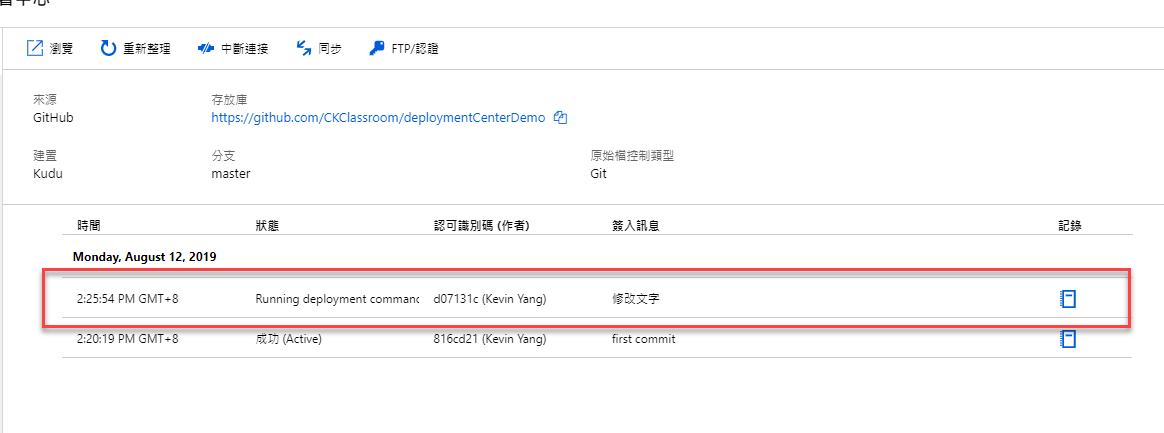 瀏覽 重新整理 中斷連接 同步 FTP/認證
來源 存放庫
GitHub https://github.com/CKClassroom/deploymentCenterDemo
建置 分支 原始檔控制類型
Kudu master Git
時間 狀態 認可識別碼 (作者) 簽入訊息 記錄
Monday, August 12, 2019
2:25:54 PM GMT+8 Running deployment command d07131c (Kevin Yang) 修改文字
2:20:19 PM GMT+8 成功 (Active) 816cd21 (Kevin Yang) first commit